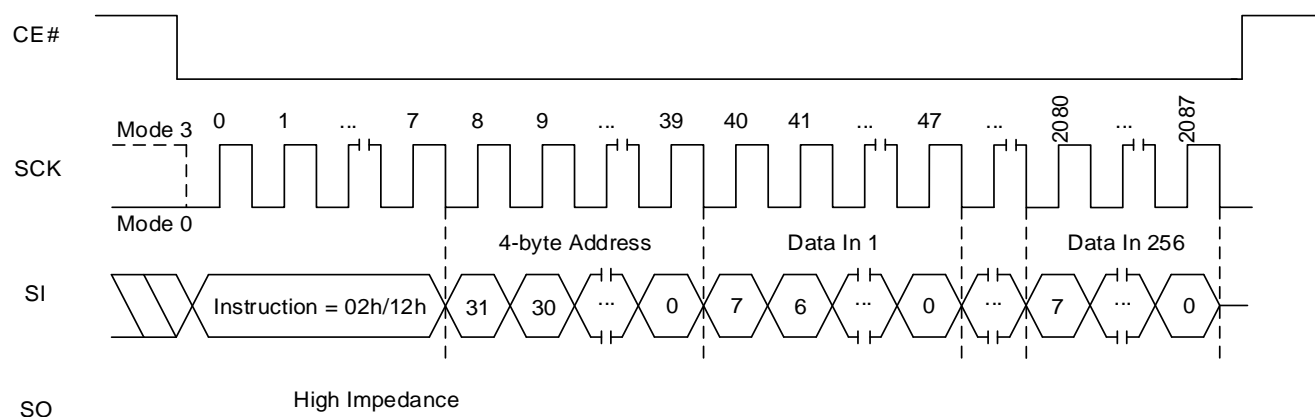 CE#
0 1 ... 7 8 9 ... 39 40 41 ... 47 ... 2080 ... 2087
Mode 3
SCK
Mode 0
4-byte Address Data In 1 Data In 256
SI Instruction = 02h/12h 31 30 ... 0 7 6 ... 0 ... 7 ... 0
High Impedance
SO